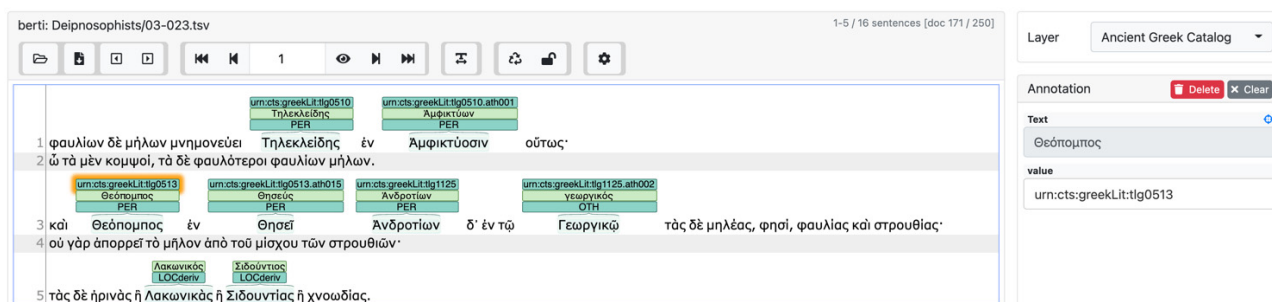 berti: Deipnosophists/03-023.tsv
1-5 / 16 sentences [doc 171 / 250]
1
urn:cts:greekLit:tlg0510 urn:cts:greekLit:tlg0510.ath001
Τηλεκλείδης Ἀμφικτύων
PER PER
1 φαυλίων δὲ μήλων μνημονεύει Τηλεκλείδης ἐν Ἀμφικτύοσιν οὕτως·
2 ὦ τὰ μὲν κομψοί, τὰ δὲ φαυλότεροι φαυλίων μήλων.
urn:cts:greekLit:tlg0513 urn:cts:greekLit:tlg0513.ath015 urn:cts:greekLit:tlg1125 urn:cts:greekLit:tlg1125.ath002
Θεόπομπος Θησεύς Ἀνδροτίων γεωργικός
PER PER PER OTH
3 καὶ Θεόπομπος ἐν Θησεῖ Ἀνδροτίων δ᾽ ἐν τῷ Γεωργικῷ τὰς δὲ μηλέας, φησί, φαυλίας καὶ στρουθίας·
4 οὐ γὰρ ἀπορρεῖ τὸ μῆλον ἀπὸ τοῦ μίσχου τῶν στρουθιῶν·
Λακωνικός Σιδούντιος
LOCderiv LOCderiv
5 τὰς δὲ ἠρινὰς ἢ Λακωνικὰς ἢ Σιδουντίας ἢ χνοωδίας.
Layer Ancient Greek Catalog
Annotation Delete Clear
Text
Θεόπομπος
value
urn:cts:greekLit:tlg0513